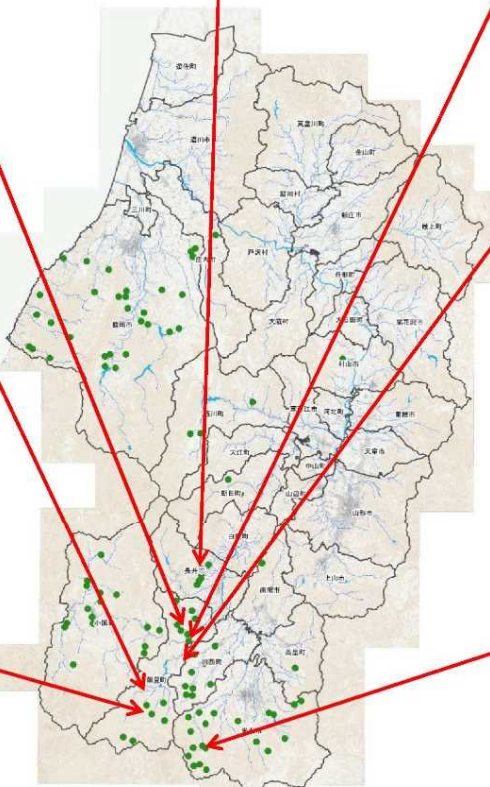 遊佐町
酒田市
真室川町
金山町
三川町
鮭川村
新庄市
最上町
戸沢村
庄内町
舟形町
鶴岡市
大蔵村
大石田町
尾花沢市
村山市
西川町
寒河江市
河北町
東根市
大江町
中山町
天童市
朝日町
山辺町
山形市
白鷹町
長井市
南陽市
上山市
小国町
川西町
高畠町
飯豊町
米沢市